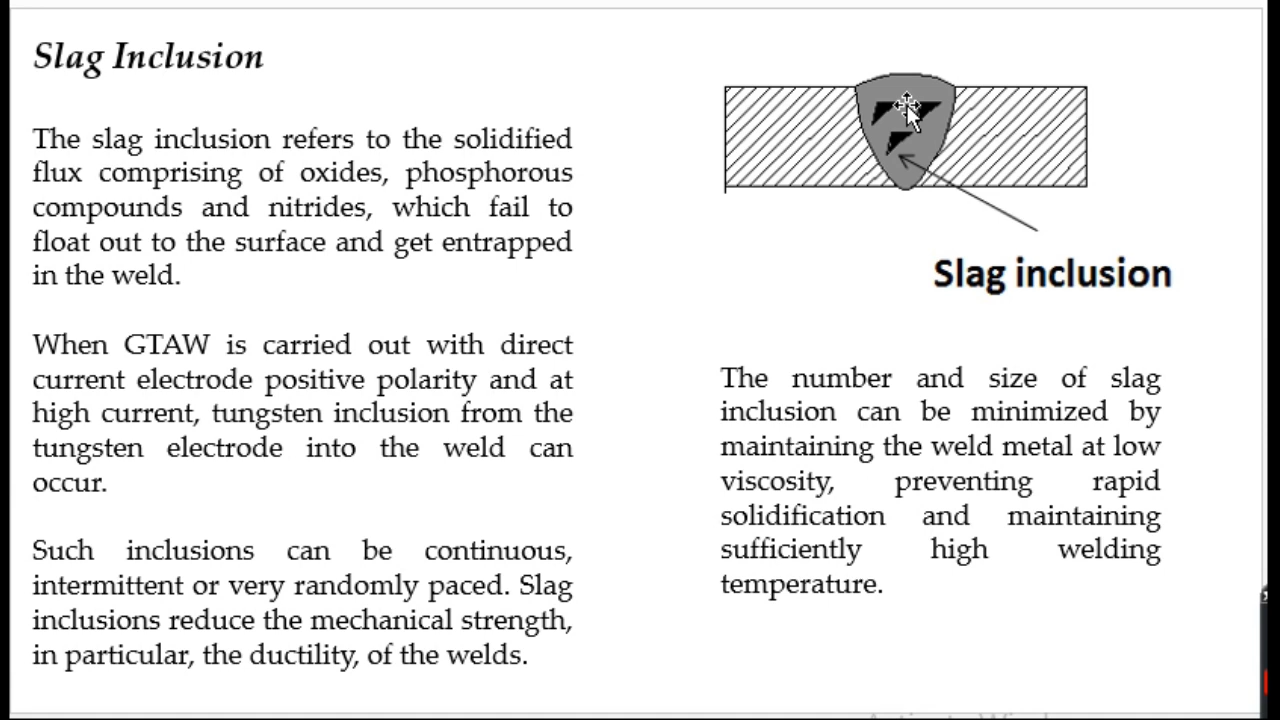 Slag Inclusion
The slag inclusion refers to the solidified
flux comprising of oxides, phosphorous
compounds and nitrides, which fail to
float out to the surface and get entrapped
in the weld.
When GTAW is carried out with direct
current electrode positive polarity and at
high current, tungsten inclusion from the
tungsten electrode into the weld can
occur.
Such inclusions can be continuous,
intermittent or very randomly paced. Slag
inclusions reduce the mechanical strength,
in particular, the ductility, of the welds.
Slag inclusion
The number and size of slag
inclusion can be minimized by
maintaining the weld metal at low
viscosity, preventing rapid
solidification and maintaining
sufficiently high welding
temperature.